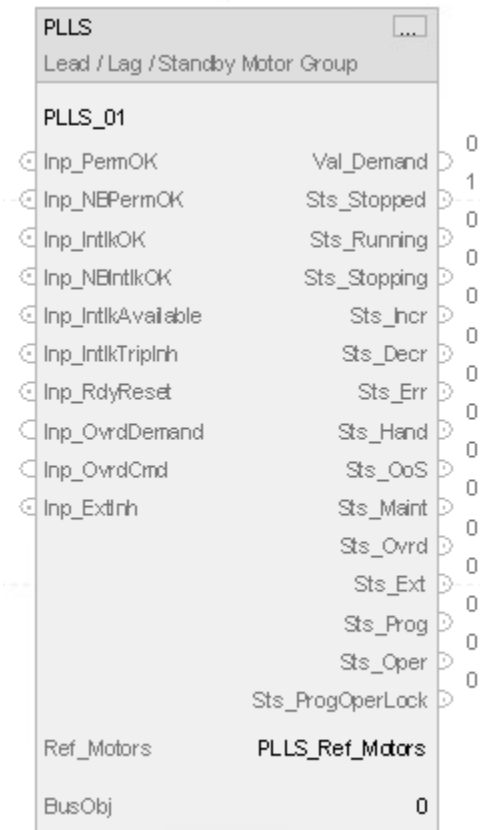 PLLS ...
Lead / Lag / Standby Motor Group
PLLS_01
Inp_PermOK Val_Demand 0
Inp_NBPermOK Sts_Stopped 1
Inp_IntlkOK Sts_Running 0
Inp_NBIntlkOK Sts_Stopping 0
Inp_IntlkAvailable Sts_Incr 0
Inp_IntlkTripInh Sts_Decr 0
Inp_RdyReset Sts_Err 0
Inp_OvrdDemand Sts_Hand 0
Inp_OvrdCmd Sts_OoS 0
Inp_ExtInh Sts_Maint 0
Sts_Ovrd 0
Sts_Ext 0
Sts_Prog 0
Sts_Oper 0
Sts_ProgOperLock 0
Ref_Motors PLLS_Ref_Motors
BusObj 0